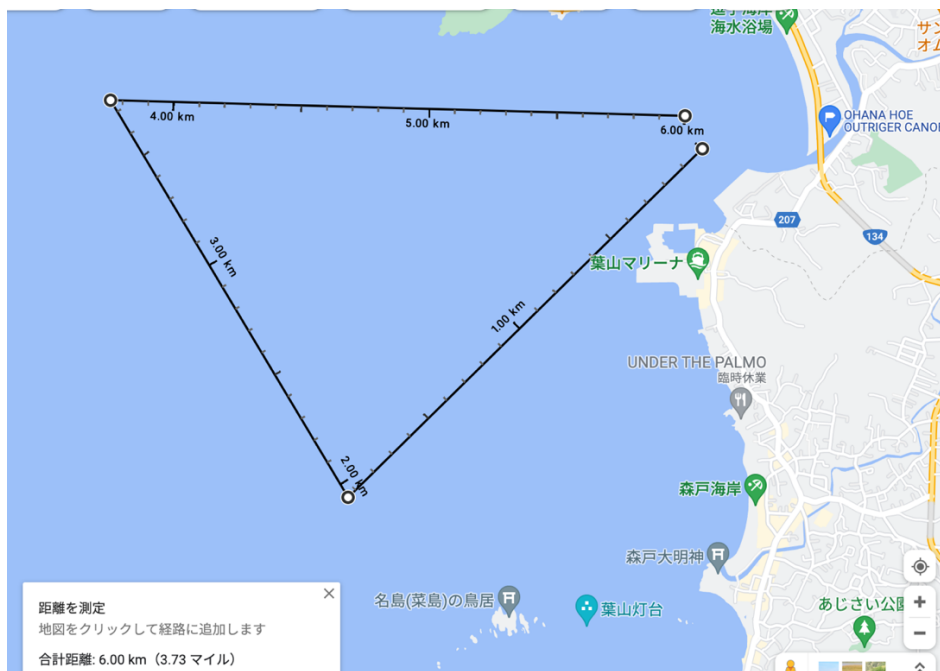 海水浴場
サン
オム
OHANA HOE
OUTRIGER CANO
4.00 km
5.00 km
6.00 km
207
134
3.00 km
葉山マリーナ
1.00 km
UNDER THE PALMO
臨時休業
2.00 km
森戸海岸
森戸大明神
名島(菜島)の鳥居
葉山灯台
あじさい公園
距離を測定
地図をクリックして経路に追加します
合計距離: 6.00 km（3.73 マイル）